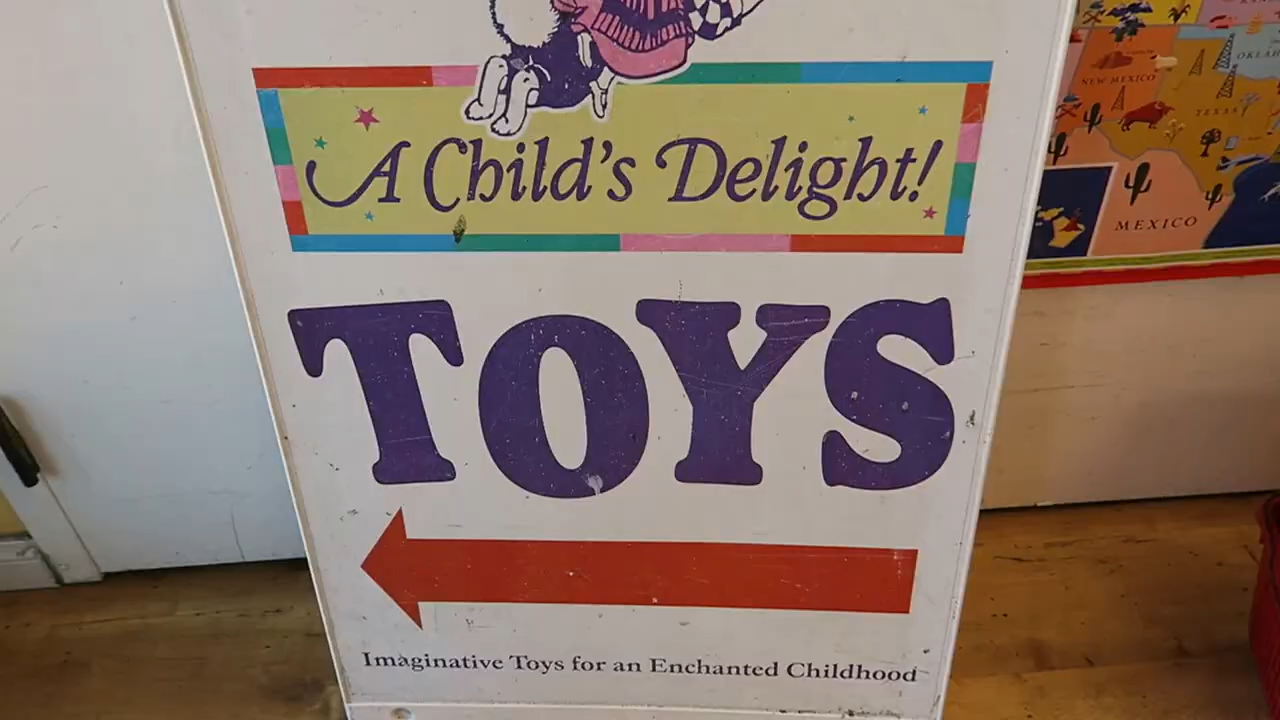 A Child's Delight!
TOYS
Imaginative Toys for an Enchanted Childhood
NEW MEXICO
TEXAS
MEXICO